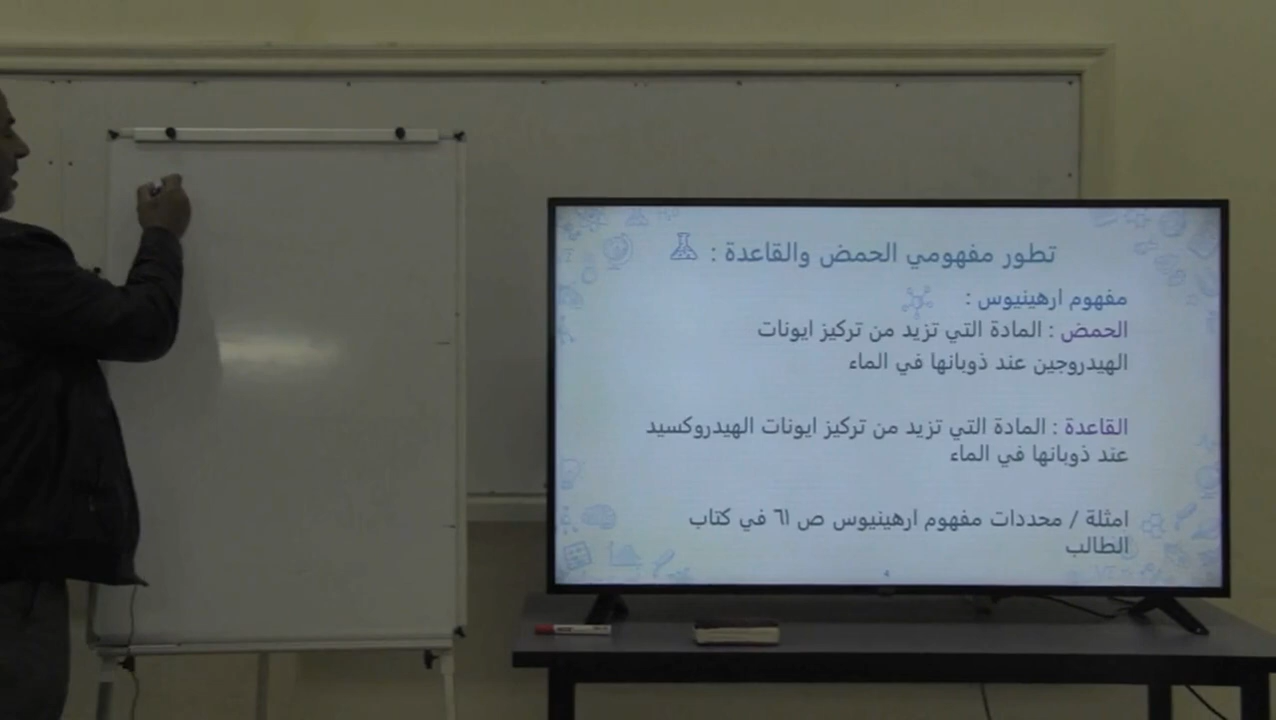 تطور مفهومي الحمض والقاعدة :
مفهوم ارهينيوس :
الحمض : المادة التي تزيد من تركيز ايونات
الهيدروجين عند ذوبانها في الماء
القاعدة : المادة التي تزيد من تركيز ايونات الهيدروكسيد
عند ذوبانها في الماء
امثلة / محددات مفهوم ارهينيوس ص ٦١ في كتاب
الطالب